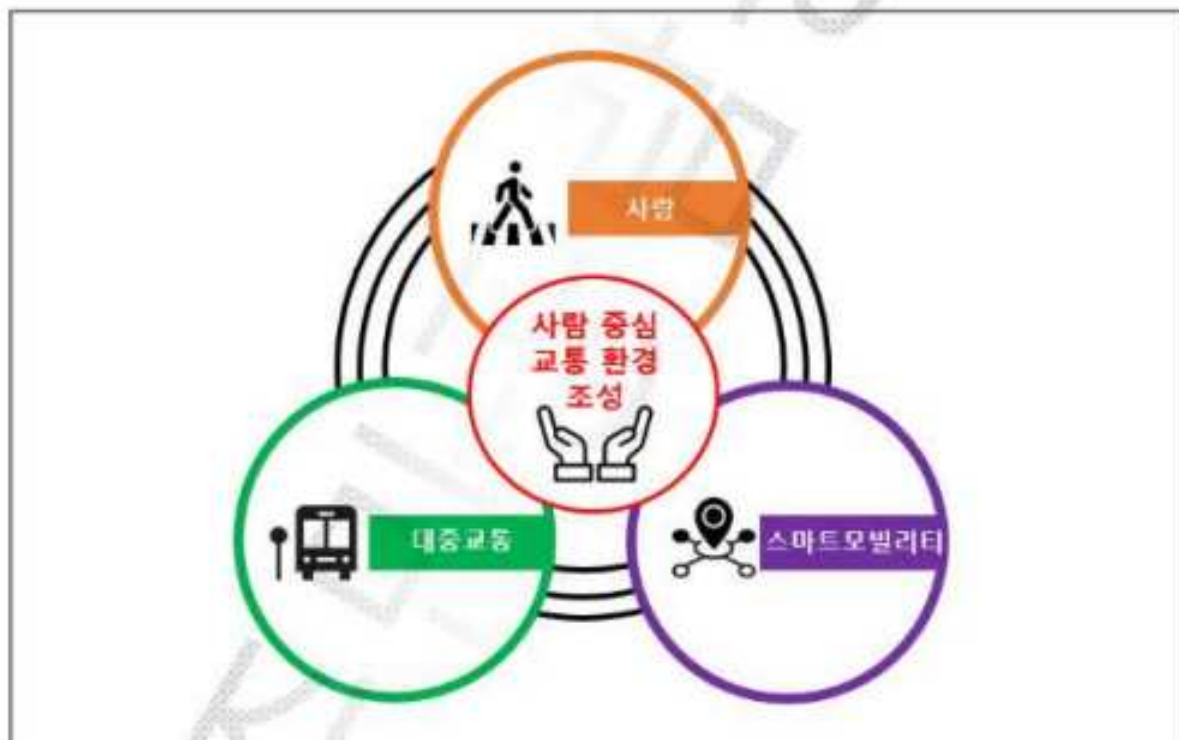 사람
사람 중심
교통 환경
조성
대중교통
스마트모빌리티